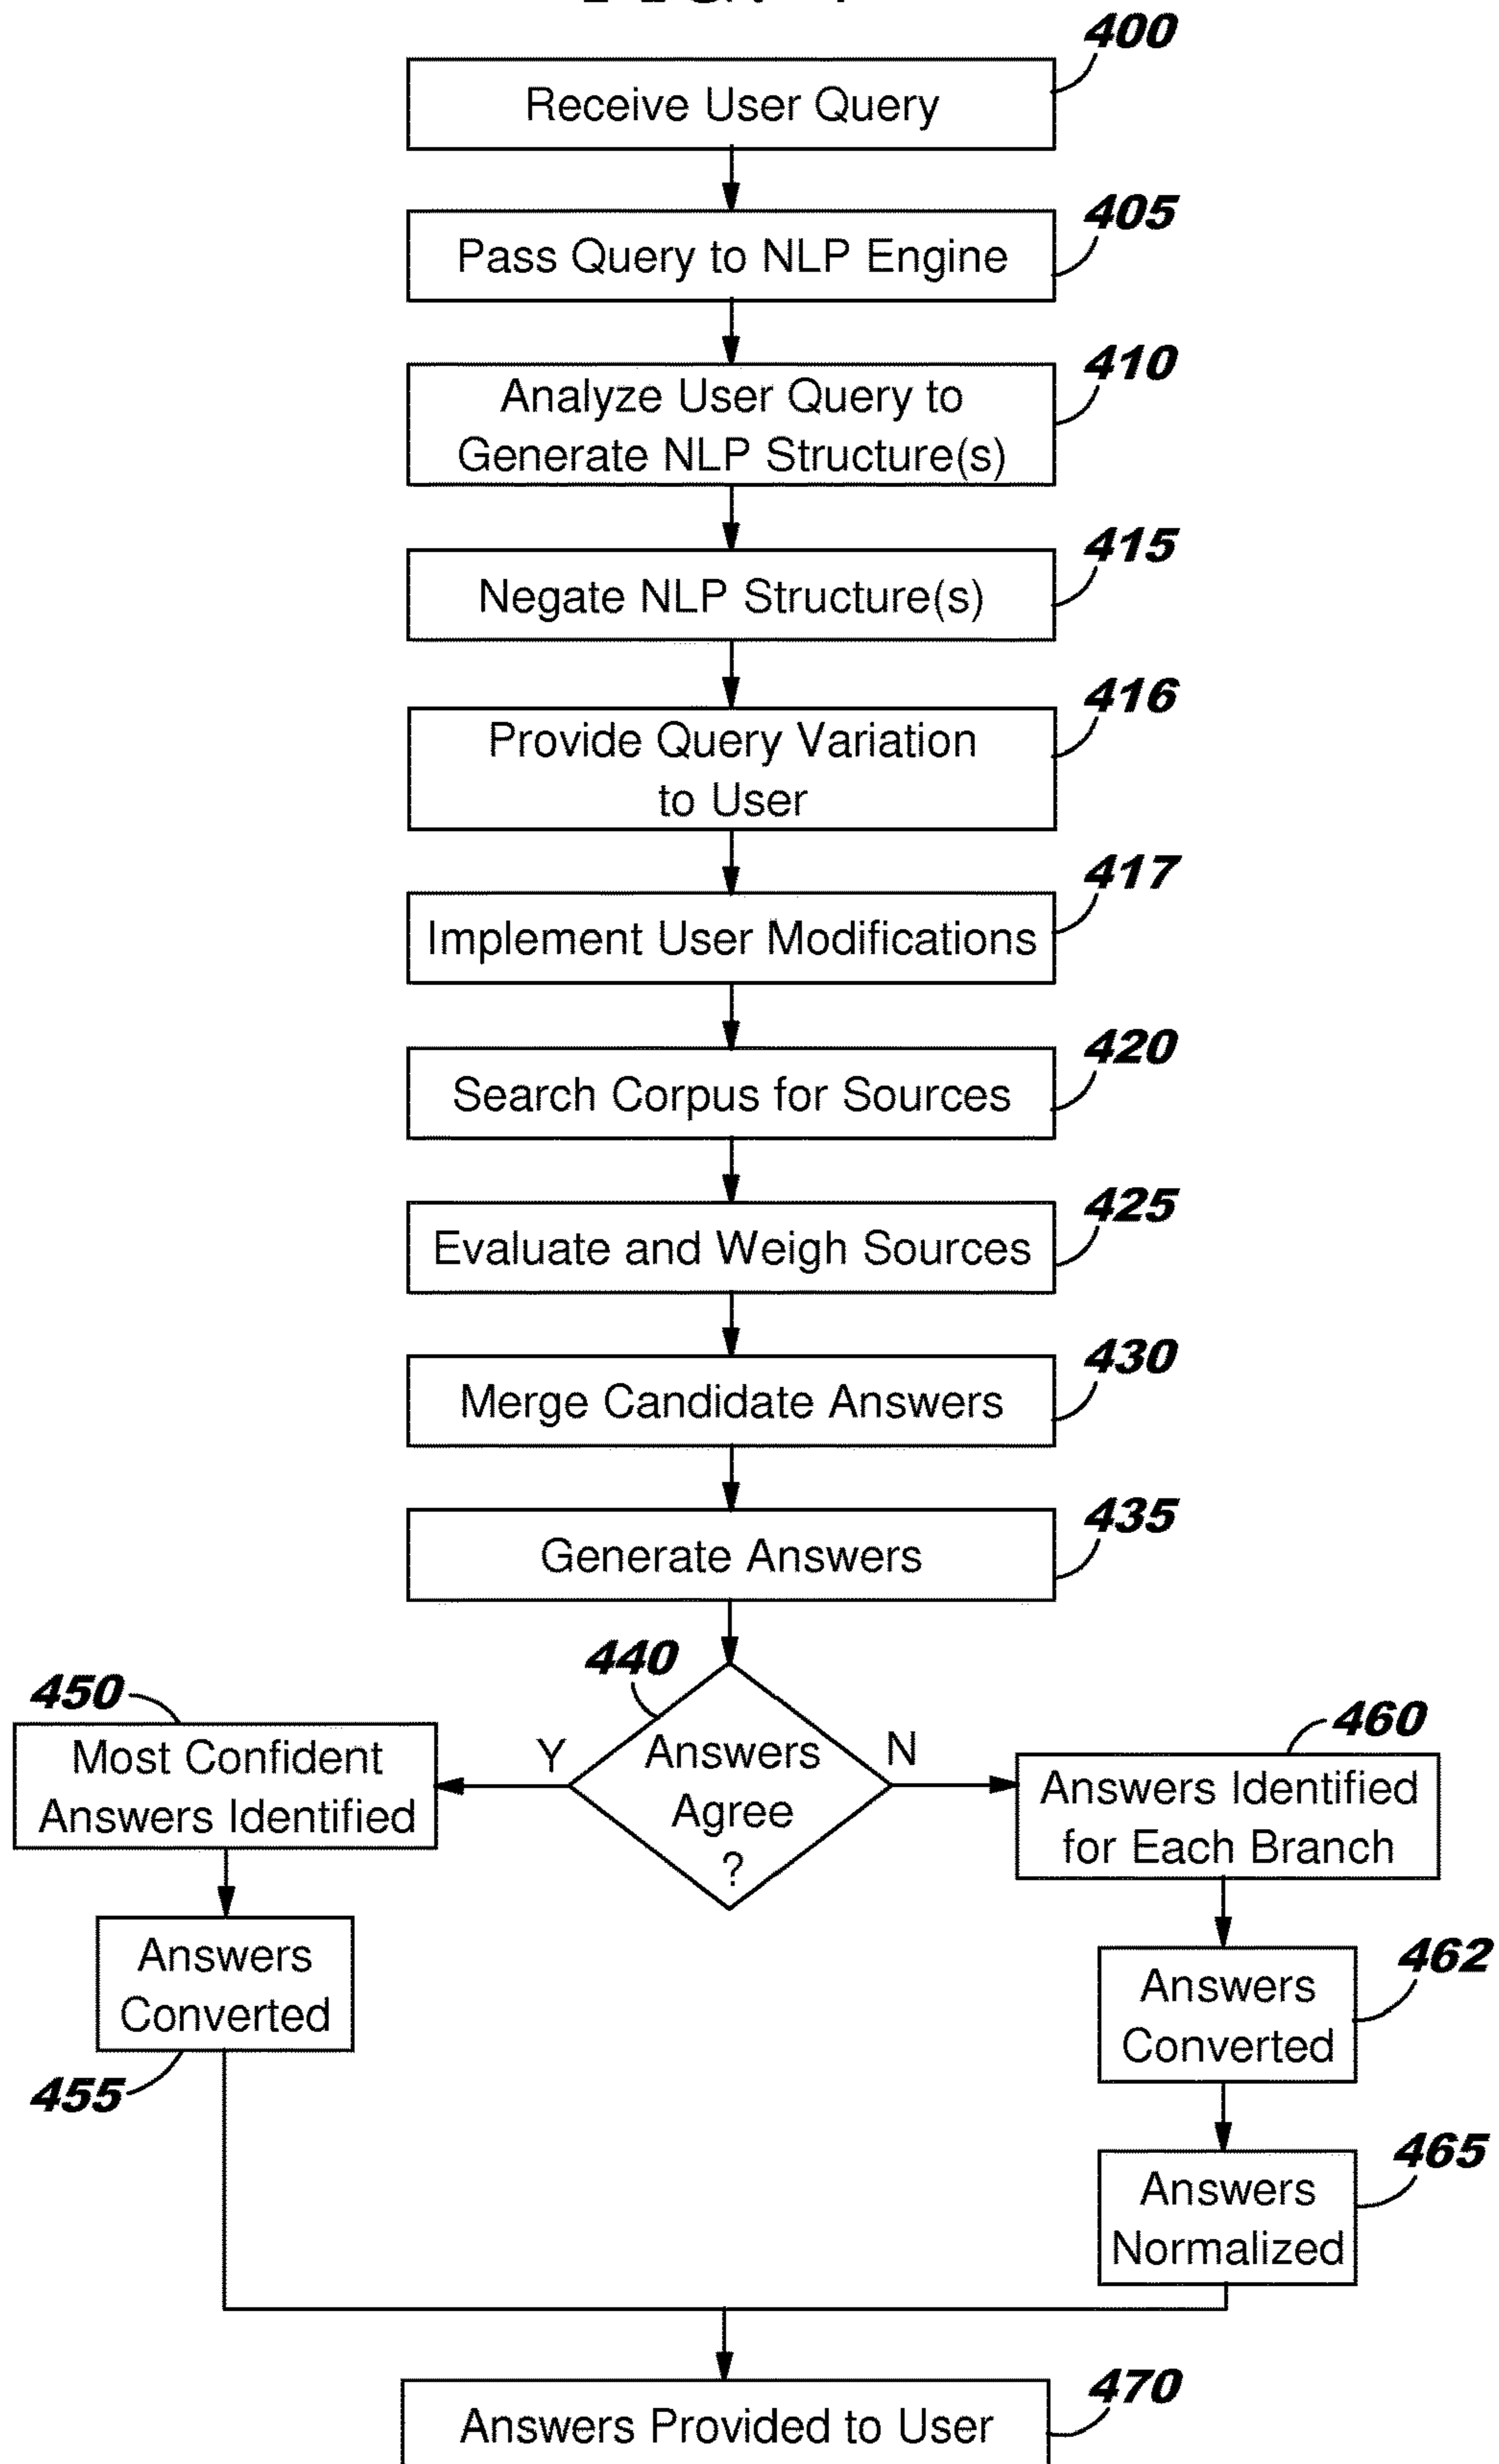 400
Receive User Query
405
Pass Query to NLP Engine
410
Analyze User Query to
Generate NLP Structure(s)
415
Negate NLP Structure(s)
416
Provide Query Variation
to User
417
Implement User Modifications
420
Search Corpus for Sources
425
Evaluate and Weigh Sources
430
Merge Candidate Answers
435
Generate Answers
440
Answers
Agree
?
Y
N
450
Most Confident
Answers Identified
455
Answers
Converted
460
Answers Identified
for Each Branch
462
Answers
Converted
465
Answers
Normalized
470
Answers Provided to User